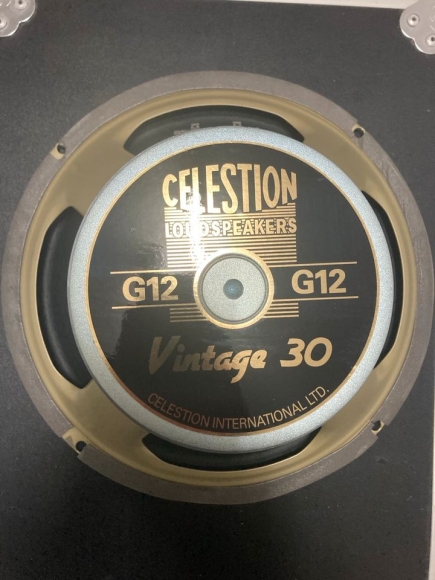 CELESTION
LOUDSPEAKERS
G12 G12
Vintage 30
CELESTION INTERNATIONAL LTD.